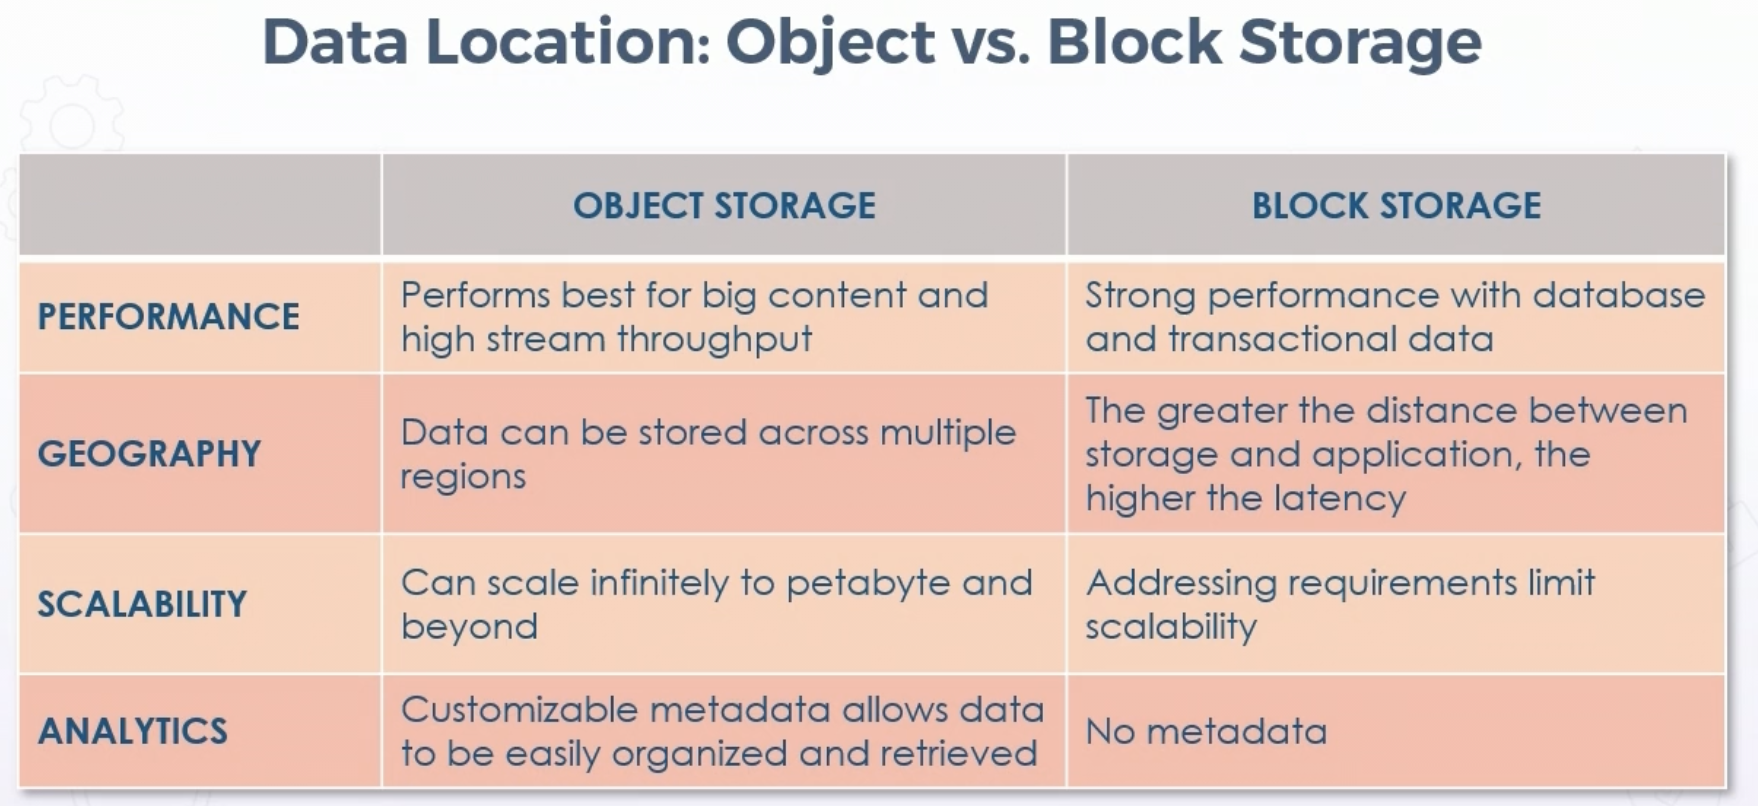 Data Location: Object vs. Block Storage
OBJECT STORAGE
BLOCK STORAGE
PERFORMANCE
Performs best for big content and
high stream throughput
Strong performance with database
and transactional data
GEOGRAPHY
Data can be stored across multiple
regions
The greater the distance between
storage and application, the
higher the latency
SCALABILITY
Can scale infinitely to petabyte and
beyond
Addressing requirements limit
scalability
ANALYTICS
Customizable metadata allows data
to be easily organized and retrieved
No metadata